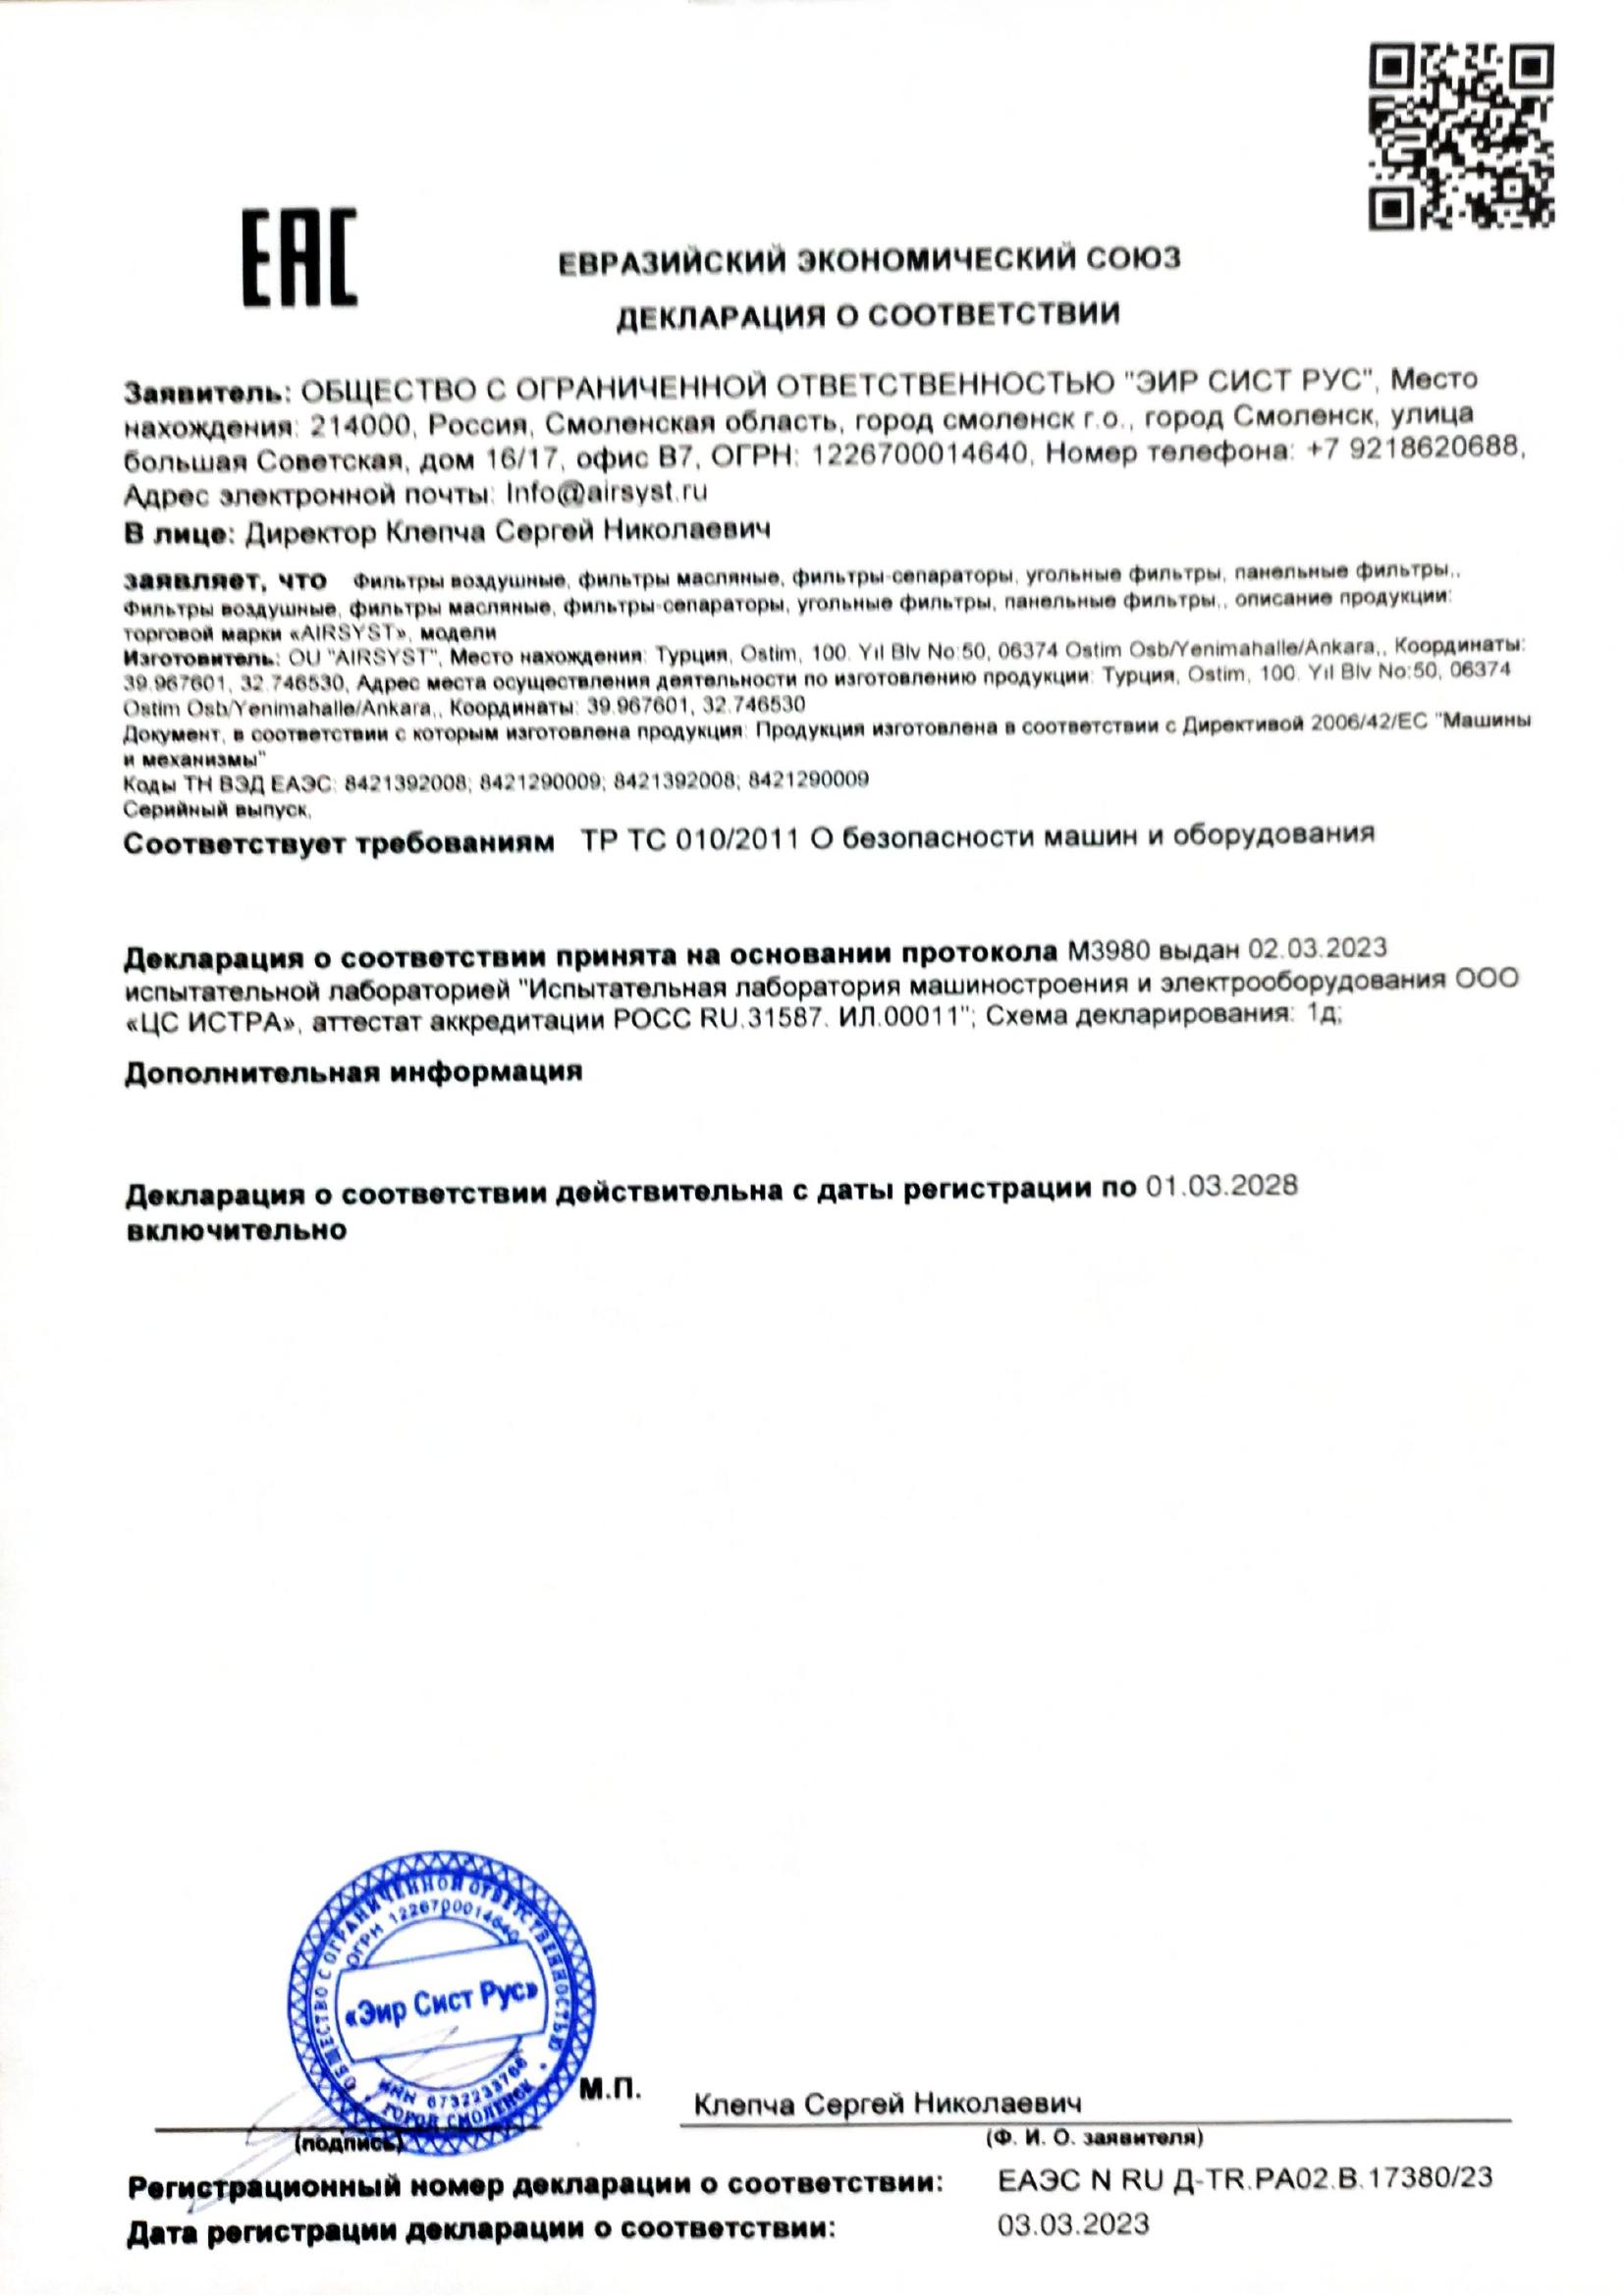 EAC
ЕВРАЗИЙСКИЙ ЭКОНОМИЧЕСКИЙ СОЮЗ
ДЕКЛАРАЦИЯ О СООТВЕТСТВИИ
Заявитель: ОБЩЕСТВО С ОГРАНИЧЕННОЙ ОТВЕТСТВЕННОСТЬЮ "ЭИР СИСТ РУС", Место
нахождения: 214000, Россия, Смоленская область, город смоленск г.о., город Смоленск, улица
большая Советская, дом 16/17, офис В7, ОГРН: 1226700014640, Номер телефона: +7 9218620688,
Адрес электронной почты: Info@airsyst.ru
В лице: Директор Клепча Сергей Николаевич
заявляет, что Фильтры воздушные, фильтры масляные, фильтры-сепараторы, угольные фильтры, панельные фильтры,,
Фильтры воздушные, фильтры масляные, фильтры-сепараторы, угольные фильтры, панельные фильтры,, описание продукции:
торговой марки «AIRSYST», модели
Изготовитель: OU "AIRSYST", Место нахождения: Турция, Ostim, 100. Yıl Blv No:50, 06374 Ostim Osb/Yenimahalle/Ankara,, Координаты:
39.967601, 32.746530, Адрес места осуществления деятельности по изготовлению продукции: Турция, Ostim, 100. Yıl Blv No:50, 06374
Ostim Osb/Yenimahalle/Ankara,, Координаты: 39.967601, 32.746530
Документ, в соответствии с которым изготовлена продукция: Продукция изготовлена в соответствии с Директивой 2006/42/EC "Машины
и механизмы"
Коды ТН ВЭД ЕАЭС: 8421392008; 8421290009; 8421392008; 8421290009
Серийный выпуск,
Соответствует требованиям ТР ТС 010/2011 О безопасности машин и оборудования
Декларация о соответствии принята на основании протокола М3980 выдан 02.03.2023
испытательной лабораторией "Испытательная лаборатория машиностроения и электрооборудования ООО
«ЦС ИСТРА», аттестат аккредитации РОСС RU.31587. ИЛ.00011"; Схема декларирования: 1д;
Дополнительная информация
Декларация о соответствии действительна с даты регистрации по 01.03.2028
включительно
ОБЩЕСТВО С ОГРАНИЧЕННОЙ ОТВЕТСТВЕННОСТЬЮ
ОГРН 1226700014640
«Эир Сист Рус»
ИНН 6732233766
ГОРОД СМОЛЕНСК
М.П.
Клепча Сергей Николаевич
(подпись)
(Ф. И. О. заявителя)
Регистрационный номер декларации о соответствии: ЕАЭС N RU Д-TR.РА02.В.17380/23
Дата регистрации декларации о соответствии: 03.03.2023